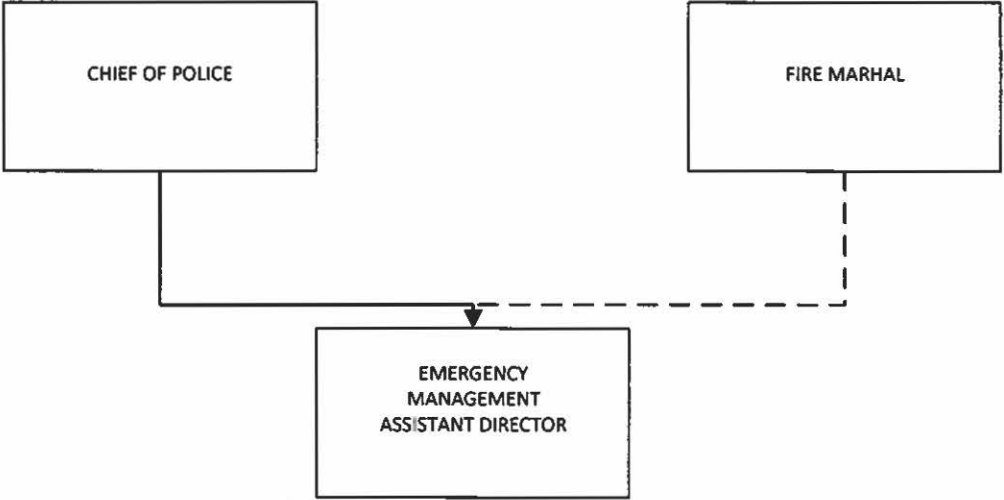 CHIEF OF POLICE
FIRE MARHAL
EMERGENCY
MANAGEMENT
ASSISTANT DIRECTOR